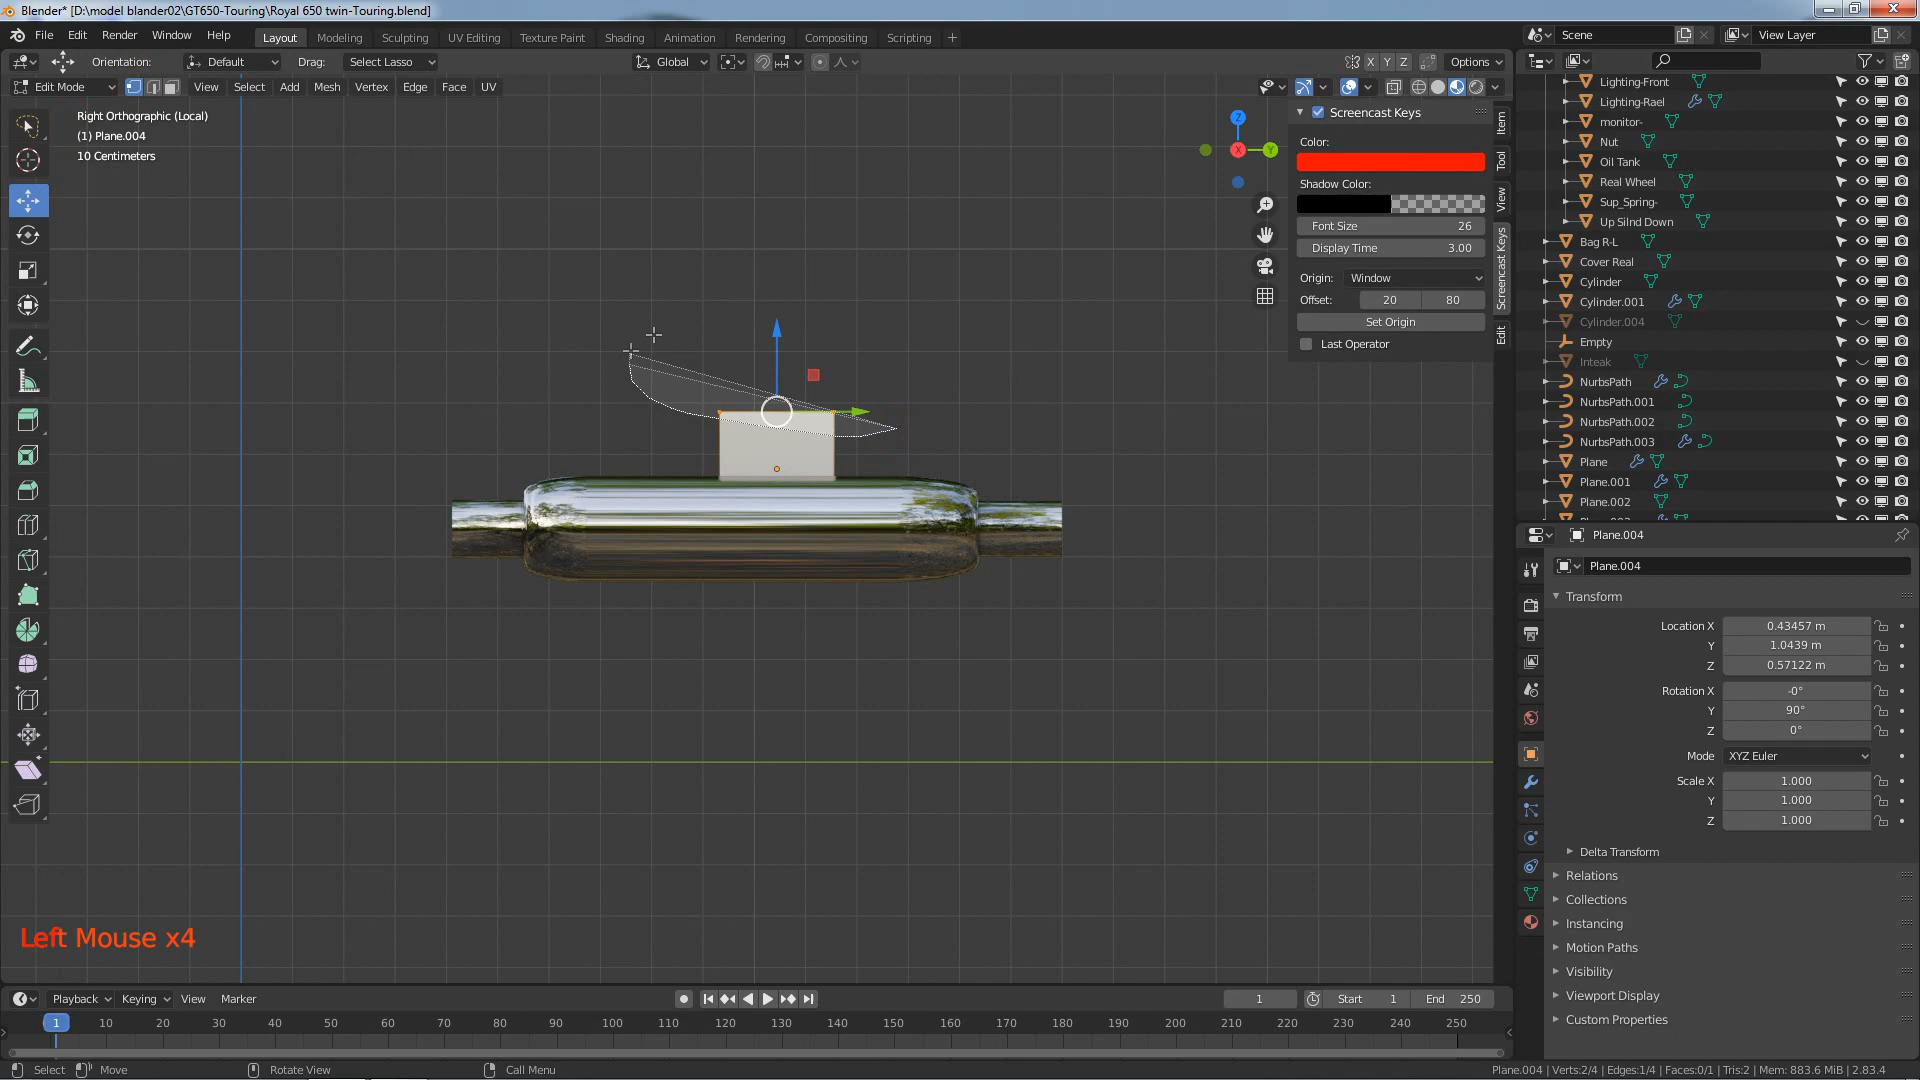 Blender* [D:\model blander02\GT650-Touring\Royal 650 twin-Touring.blend]
File Edit Render Window Help Layout Modeling Sculpting UV Editing Texture Paint Shading Animation Rendering Compositing Scripting + Scene View Layer
Orientation: Default Drag: Select Lasso Global X Y Z Options
Edit Mode View Select Add Mesh Vertex Edge Face UV
Right Orthographic (Local)
(1) Plane.004
10 Centimeters
Z
X
Y
Screencast Keys
Color:
Shadow Color:
Font Size 26
Display Time 3.00
Origin: Window
Offset: 20 80
Set Origin
Last Operator
Item
Tool
View
Screencast Keys
Edit
Lighting-Front
Lighting-Rael
monitor-
Nut
Oil Tank
Real Wheel
Sup_Spring-
Up Silnd Down
Bag R-L
Cover Real
Cylinder
Cylinder.001
Cylinder.004
Empty
Inteak
NurbsPath
NurbsPath.001
NurbsPath.002
NurbsPath.003
Plane
Plane.001
Plane.002
Plane.004
Plane.004
Transform
Location X 0.43457 m
Y 1.0439 m
Z 0.57122 m
Rotation X -0°
Y 90°
Z 0°
Mode XYZ Euler
Scale X 1.000
Y 1.000
Z 1.000
Delta Transform
Relations
Collections
Instancing
Motion Paths
Visibility
Viewport Display
Custom Properties
Left Mouse x4
Playback Keying View Marker 1 Start 1 End 250
1 10 20 30 40 50 60 70 80 90 100 110 120 130 140 150 160 170 180 190 200 210 220 230 240 250
Select Move Rotate View Call Menu Plane.004 | Verts:2/4 | Edges:1/4 | Faces:0/1 | Tris:2 | Mem: 883.6 MiB | 2.83.4